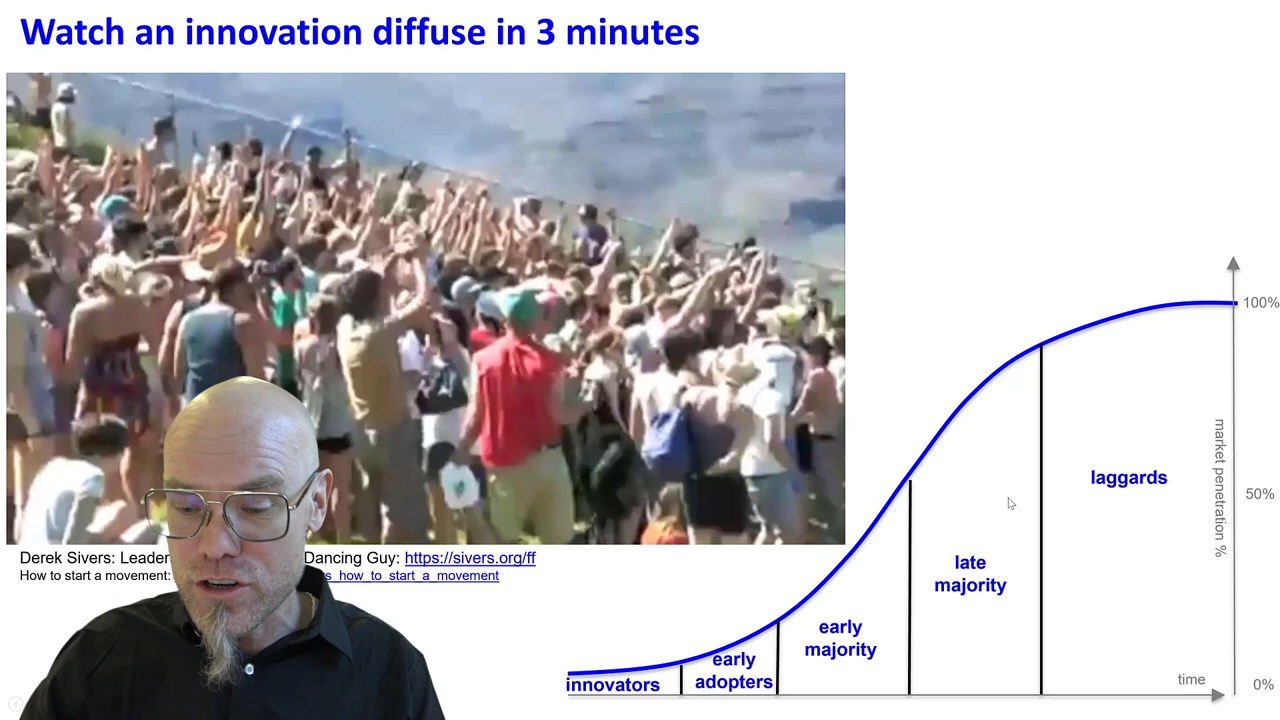 Watch an innovation diffuse in 3 minutes
Derek Sivers: Leader
Dancing Guy: https://sivers.org/ff
How to start a movement:
s_how_to_start_a_movement
100%
market penetration %
50%
laggards
late
majority
early
majority
early
adopters
innovators
time
0%